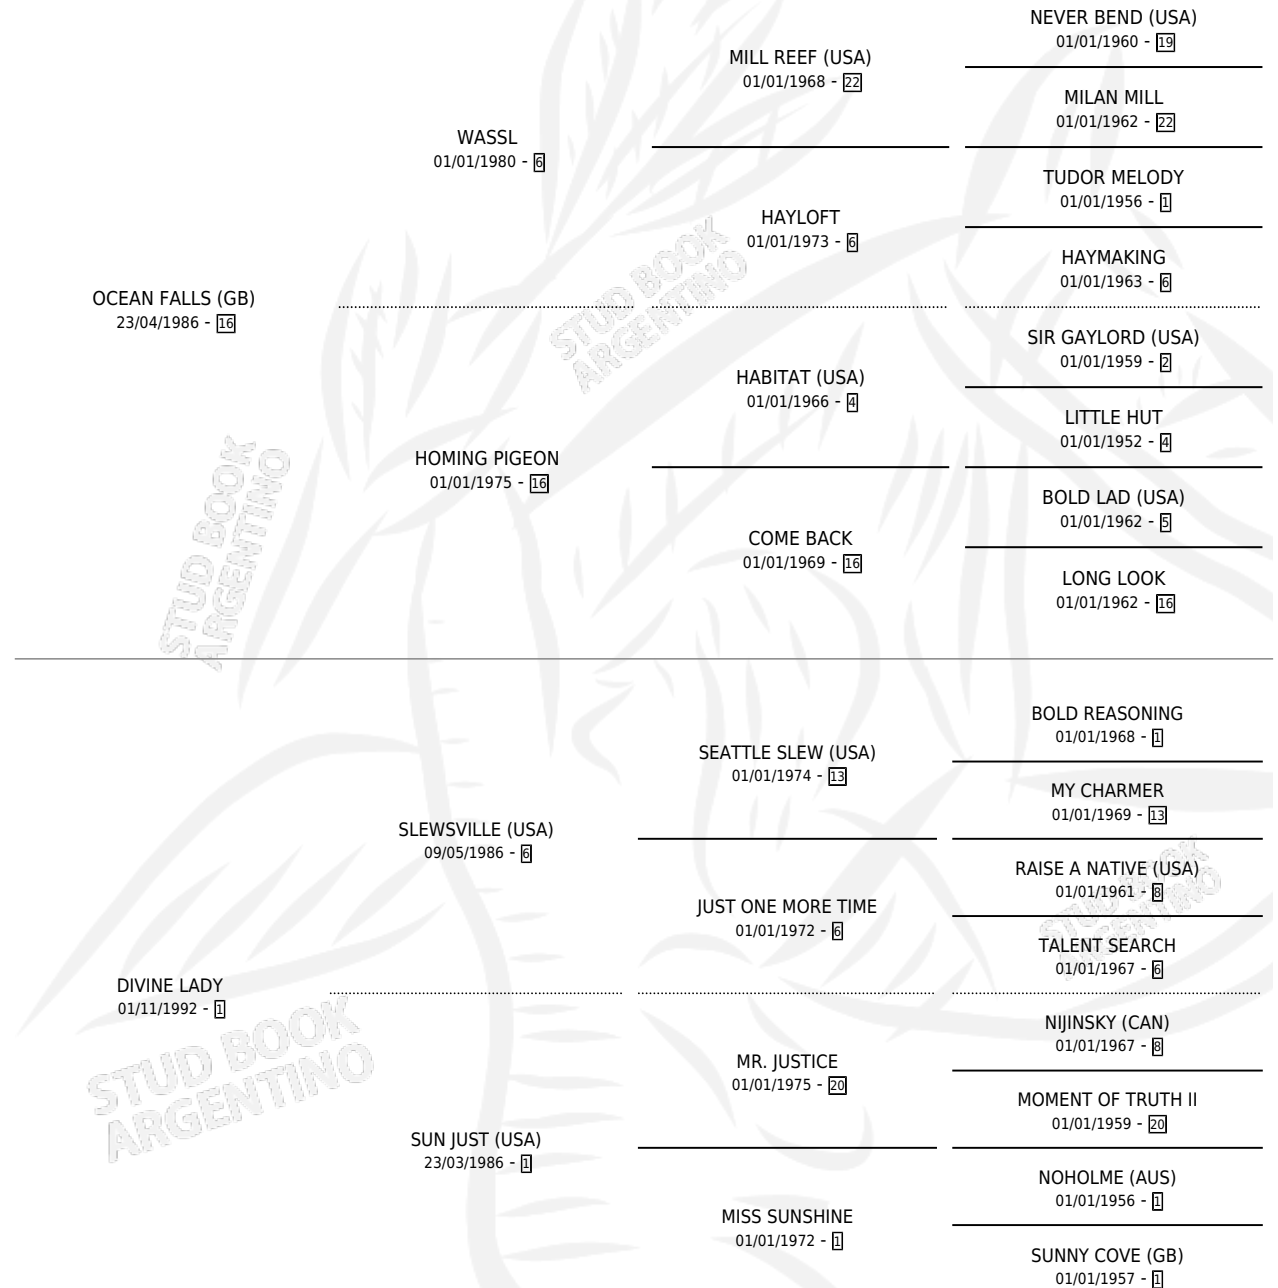 NEVER BEND (USA)
01/01/1960 - 19
MILL REEF (USA)
01/01/1968 - 22
MILAN MILL
01/01/1962 - 22
WASSL
01/01/1980 - 6
TUDOR MELODY
01/01/1956 - 1
HAYLOFT
01/01/1973 - 6
HAYMAKING
01/01/1963 - 6
OCEAN FALLS (GB)
23/04/1986 - 16
SIR GAYLORD (USA)
01/01/1959 - 2
HABITAT (USA)
01/01/1966 - 4
LITTLE HUT
01/01/1952 - 4
HOMING PIGEON
01/01/1975 - 16
BOLD LAD (USA)
01/01/1962 - 5
COME BACK
01/01/1969 - 16
LONG LOOK
01/01/1962 - 16
BOLD REASONING
01/01/1968 - 1
SEATTLE SLEW (USA)
01/01/1974 - 13
MY CHARMER
01/01/1969 - 13
SLEWSVILLE (USA)
09/05/1986 - 6
RAISE A NATIVE (USA)
01/01/1961 - 8
JUST ONE MORE TIME
01/01/1972 - 6
TALENT SEARCH
01/01/1967 - 6
DIVINE LADY
01/11/1992 - 1
NIJINSKY (CAN)
01/01/1967 - 8
MR. JUSTICE
01/01/1975 - 20
MOMENT OF TRUTH II
01/01/1959 - 20
SUN JUST (USA)
23/03/1986 - 1
NOHOLME (AUS)
01/01/1956 - 1
MISS SUNSHINE
01/01/1972 - 1
SUNNY COVE (GB)
01/01/1957 - 1
STUD BOOK
ARGENTINO
STUD BOOK
ARGENTINO
STUD BOOK
ARGENTINO
STUD BOOK
ARGENTINO